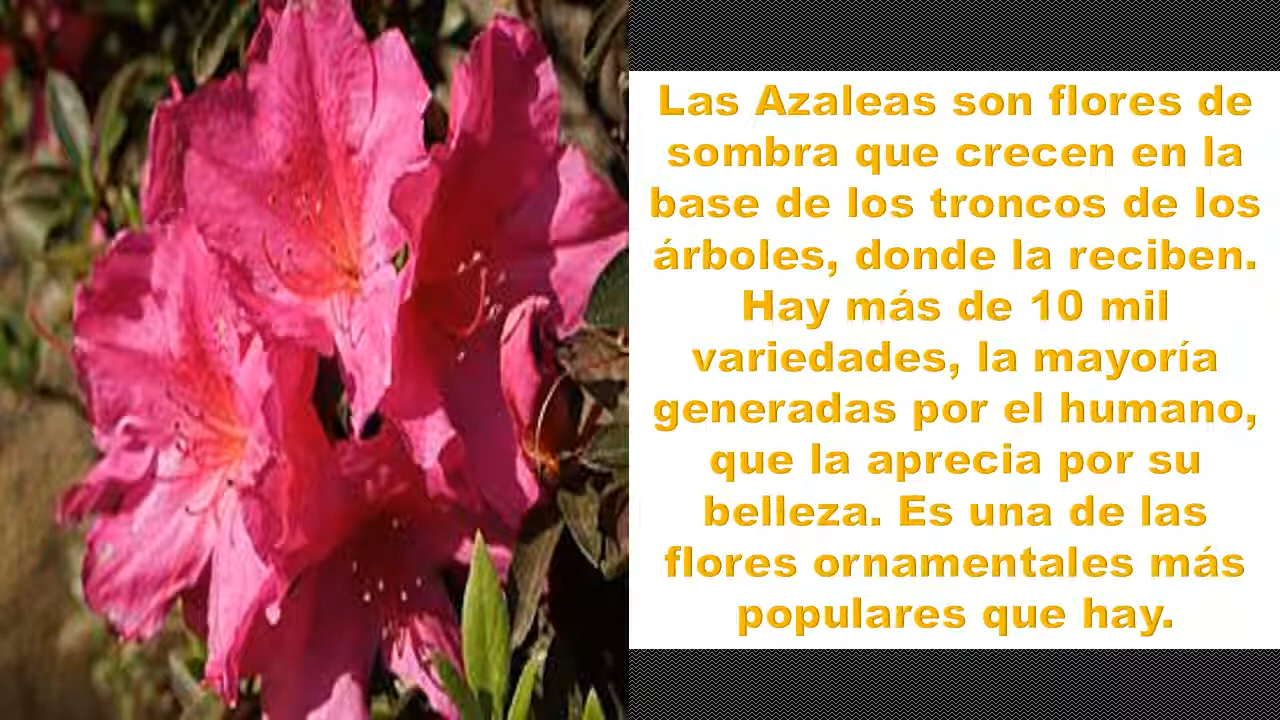 Las Azaleas son flores de
sombra que crecen en la
base de los troncos de los
árboles, donde la reciben.
Hay más de 10 mil
variedades, la mayoría
generadas por el humano,
que la aprecia por su
belleza. Es una de las
flores ornamentales más
populares que hay.